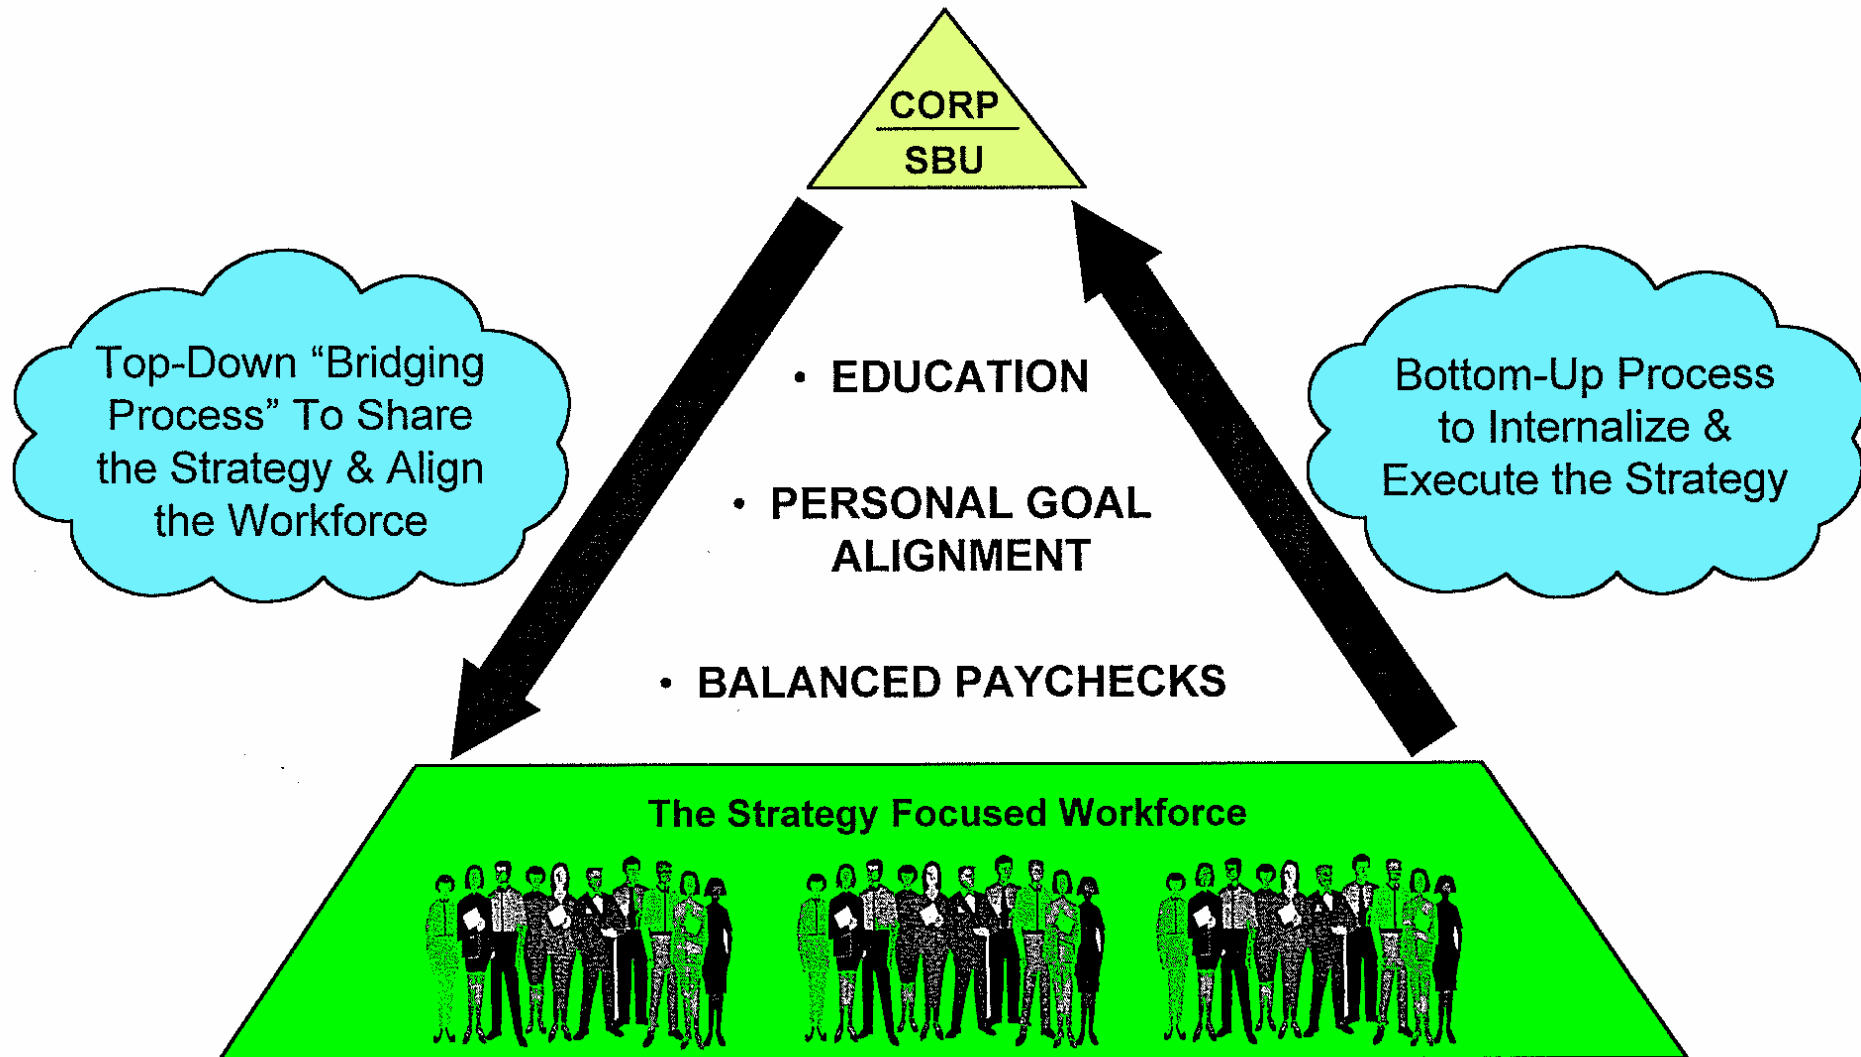 CORP
SBU
Top-Down “Bridging
Process” To Share
the Strategy & Align
the Workforce
• EDUCATION
• PERSONAL GOAL
ALIGNMENT
• BALANCED PAYCHECKS
Bottom-Up Process
to Internalize &
Execute the Strategy
The Strategy Focused Workforce